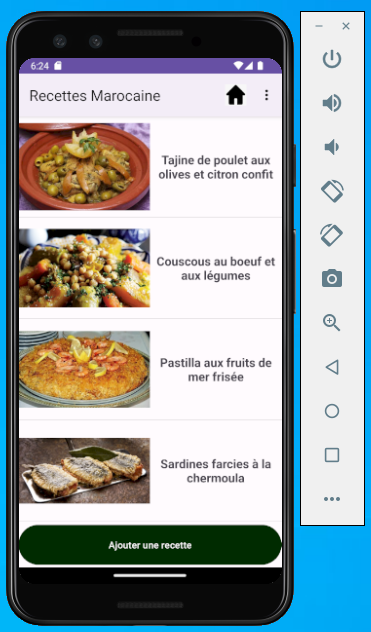 6:24
Recettes Marocaine
Tajine de poulet aux
olives et citron confit
Couscous au boeuf et
aux légumes
Pastilla aux fruits de
mer frisée
Sardines farcies à la
chermoula
Ajouter une recette